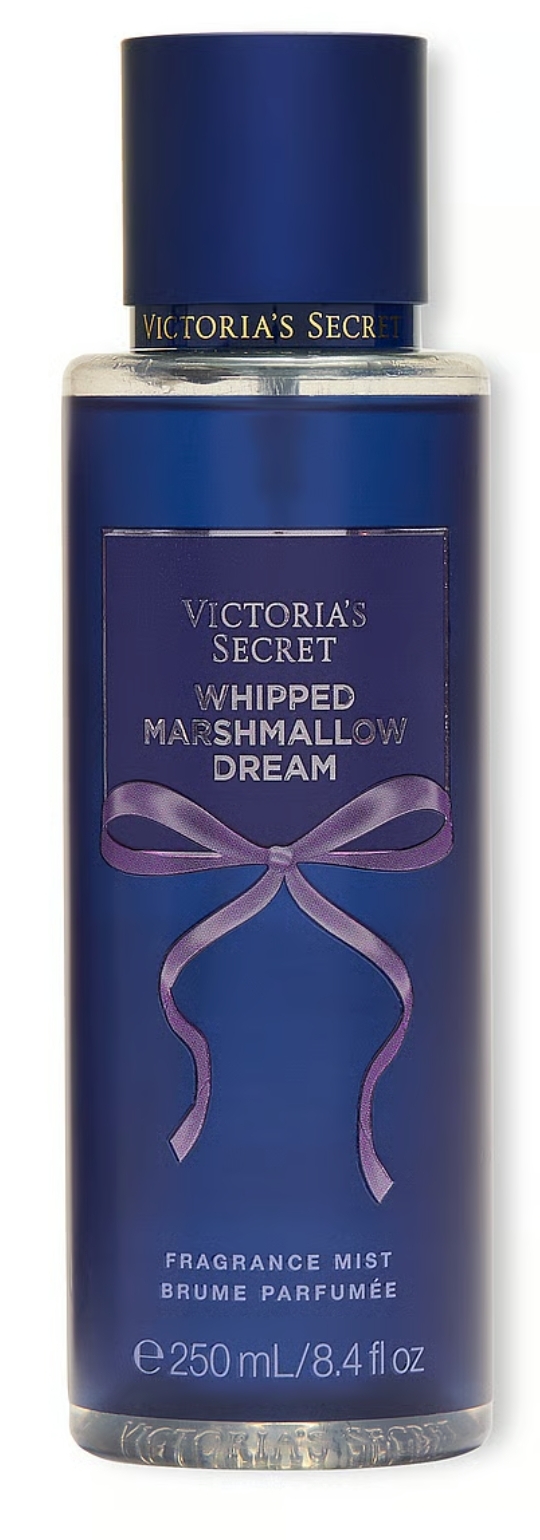 VICTORIA'S SECRET
VICTORIA'S
SECRET
WHIPPED
MARSHMALLOW
DREAM
FRAGRANCE MIST
BRUME PARFUMÉE
℮ 250 mL/8.4 fl oz
VICTORIA'S SECRET